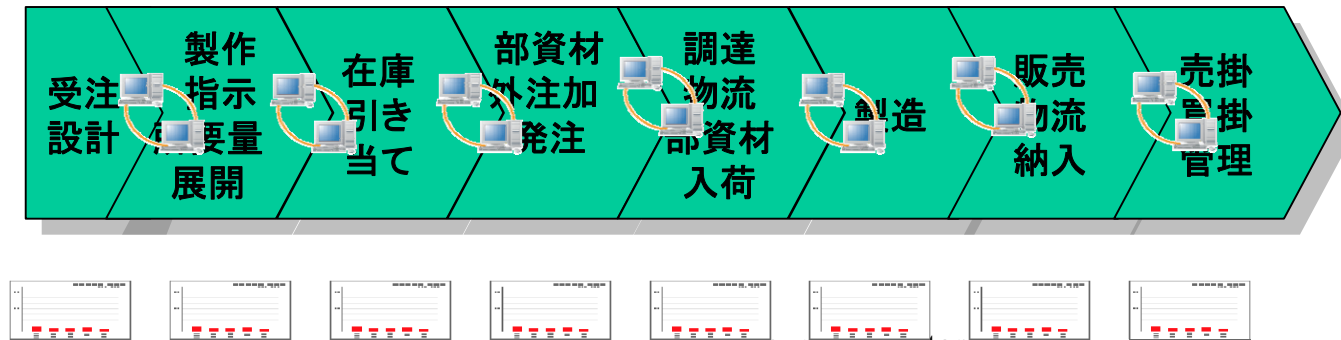 受注
設計
製作
指示
要量
展開
在庫
引き
当て
部資材
外注加
発注
調達
物流
部資材
入荷
製造
販売
物流
納入
売掛
買掛
管理